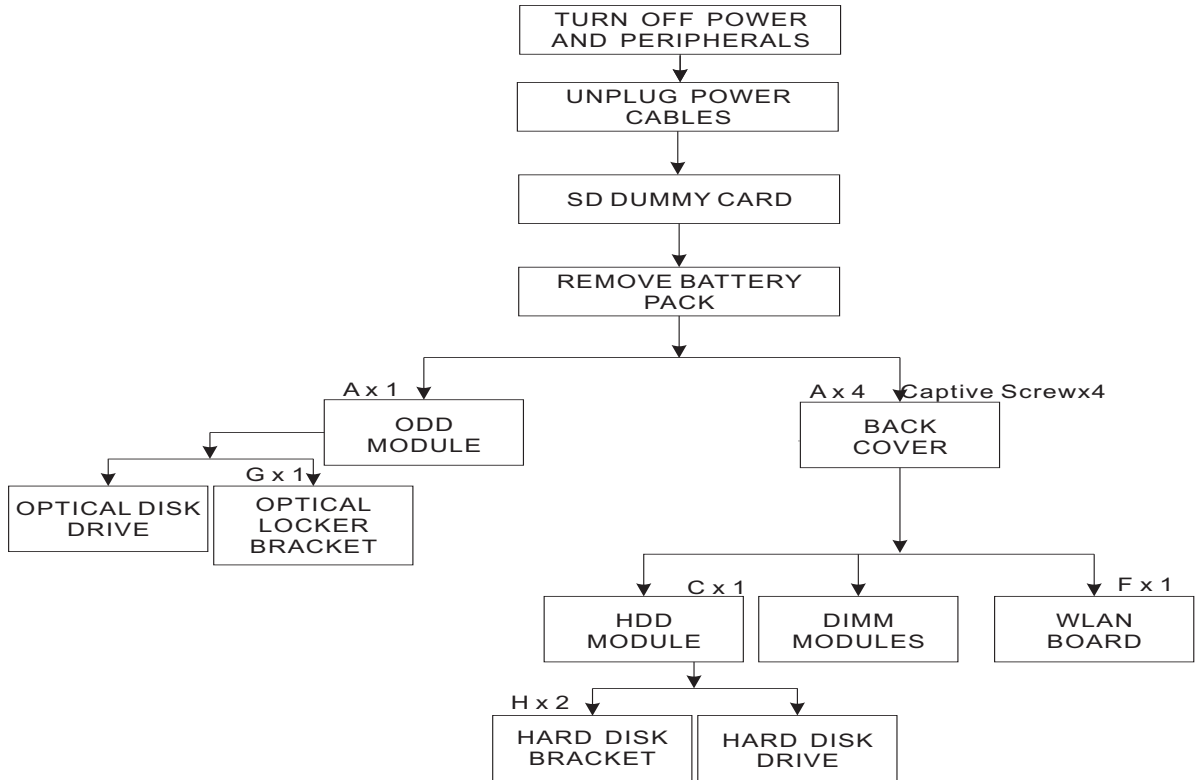 TURN OFF POWER
AND PERIPHERALS
UNPLUG POWER
CABLES
SD DUMMY CARD
REMOVE BATTERY
PACK
A x 1
ODD
MODULE
A x 4
Captive Screwx4
BACK
COVER
OPTICAL DISK
DRIVE
G x 1
OPTICAL
LOCKER
BRACKET
C x 1
HDD
MODULE
DIMM
MODULES
F x 1
WLAN
BOARD
H x 2
HARD DISK
BRACKET
HARD DISK
DRIVE